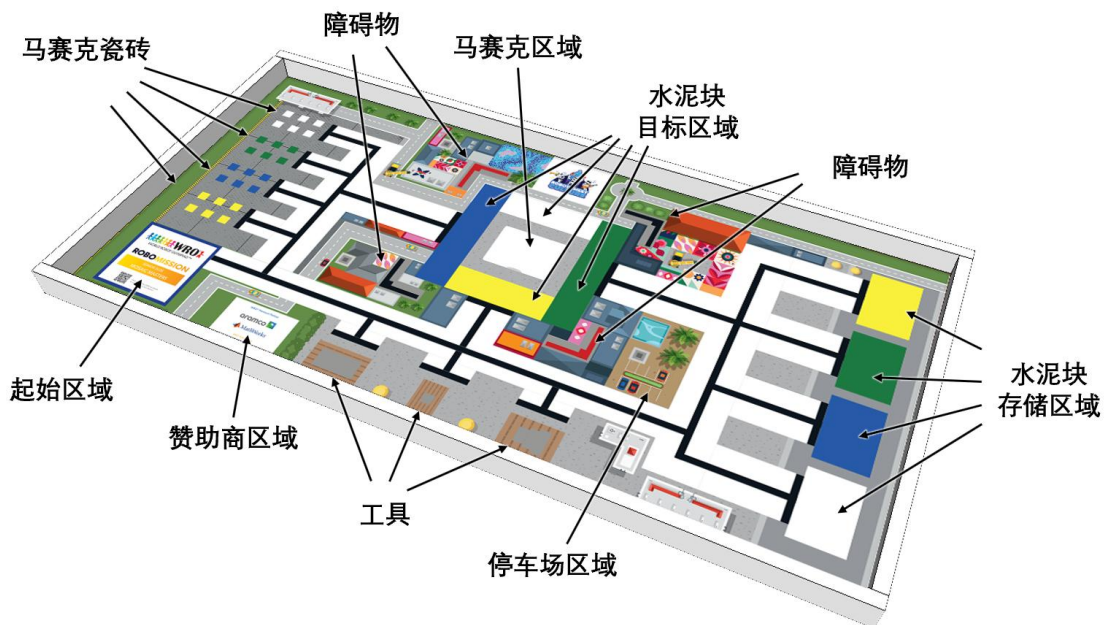 障碍物
马赛克瓷砖
马赛克区域
水泥块
目标区域
障碍物
WRO
ROBOMISSION
aramco
MathWorks
起始区域
赞助商区域
工具
停车场区域
水泥块
存储区域